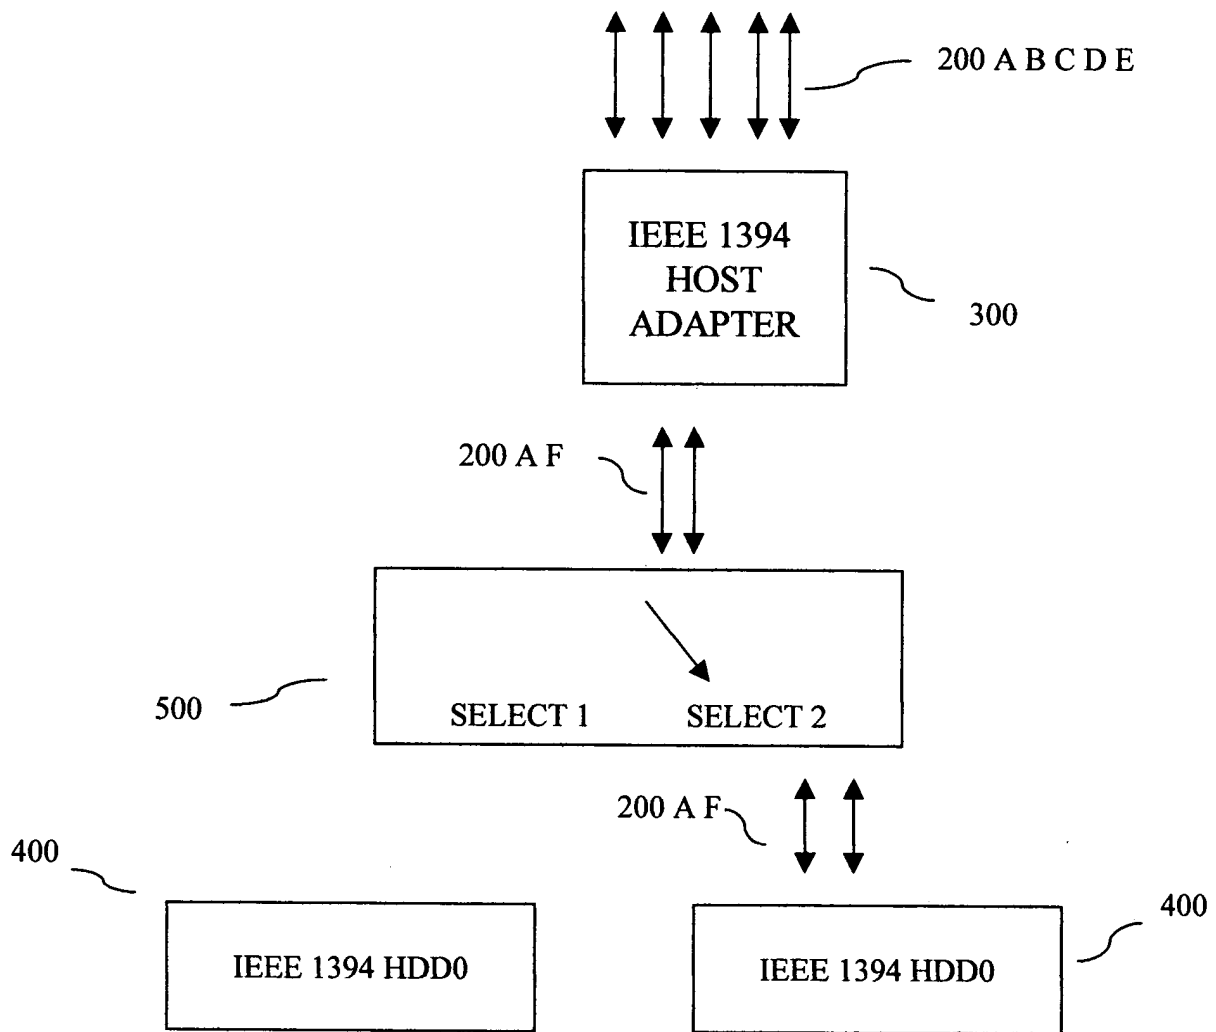 200 A B C D E
IEEE 1394
HOST
ADAPTER
300
200 A F
500
SELECT 1
SELECT 2
200 A F
400
400
IEEE 1394 HDD0
IEEE 1394 HDD0